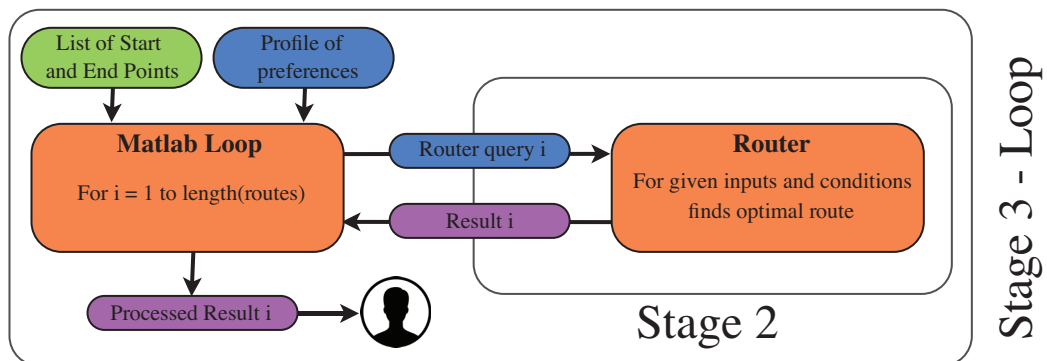 List of Start
and End Points
Profile of
preferences
Matlab Loop
For i = 1 to length(routes)
Router query i
Result i
Router
For given inputs and conditions
finds optimal route
Processed Result i
Stage 2
Stage 3 - Loop